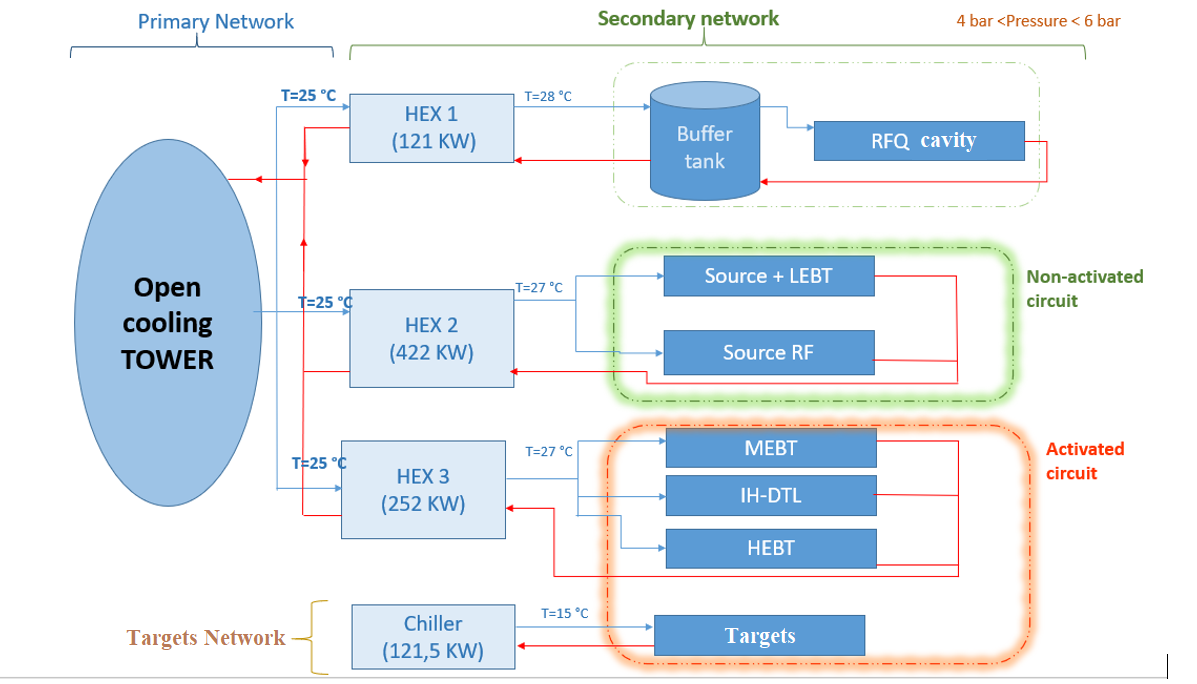 Primary Network
Secondary network
4 bar <Pressure < 6 bar
T=25 °C
HEX 1
(121 KW)
T=28 °C
Buffer
tank
RFQ cavity
Open
cooling
TOWER
T=25 °C
HEX 2
(422 KW)
T=27 °C
Source + LEBT
Source RF
Non-activated
circuit
T=25 °C
HEX 3
(252 KW)
T=27 °C
MEBT
IH-DTL
HEBT
Activated
circuit
Targets Network
Chiller
(121,5 KW)
T=15 °C
Targets